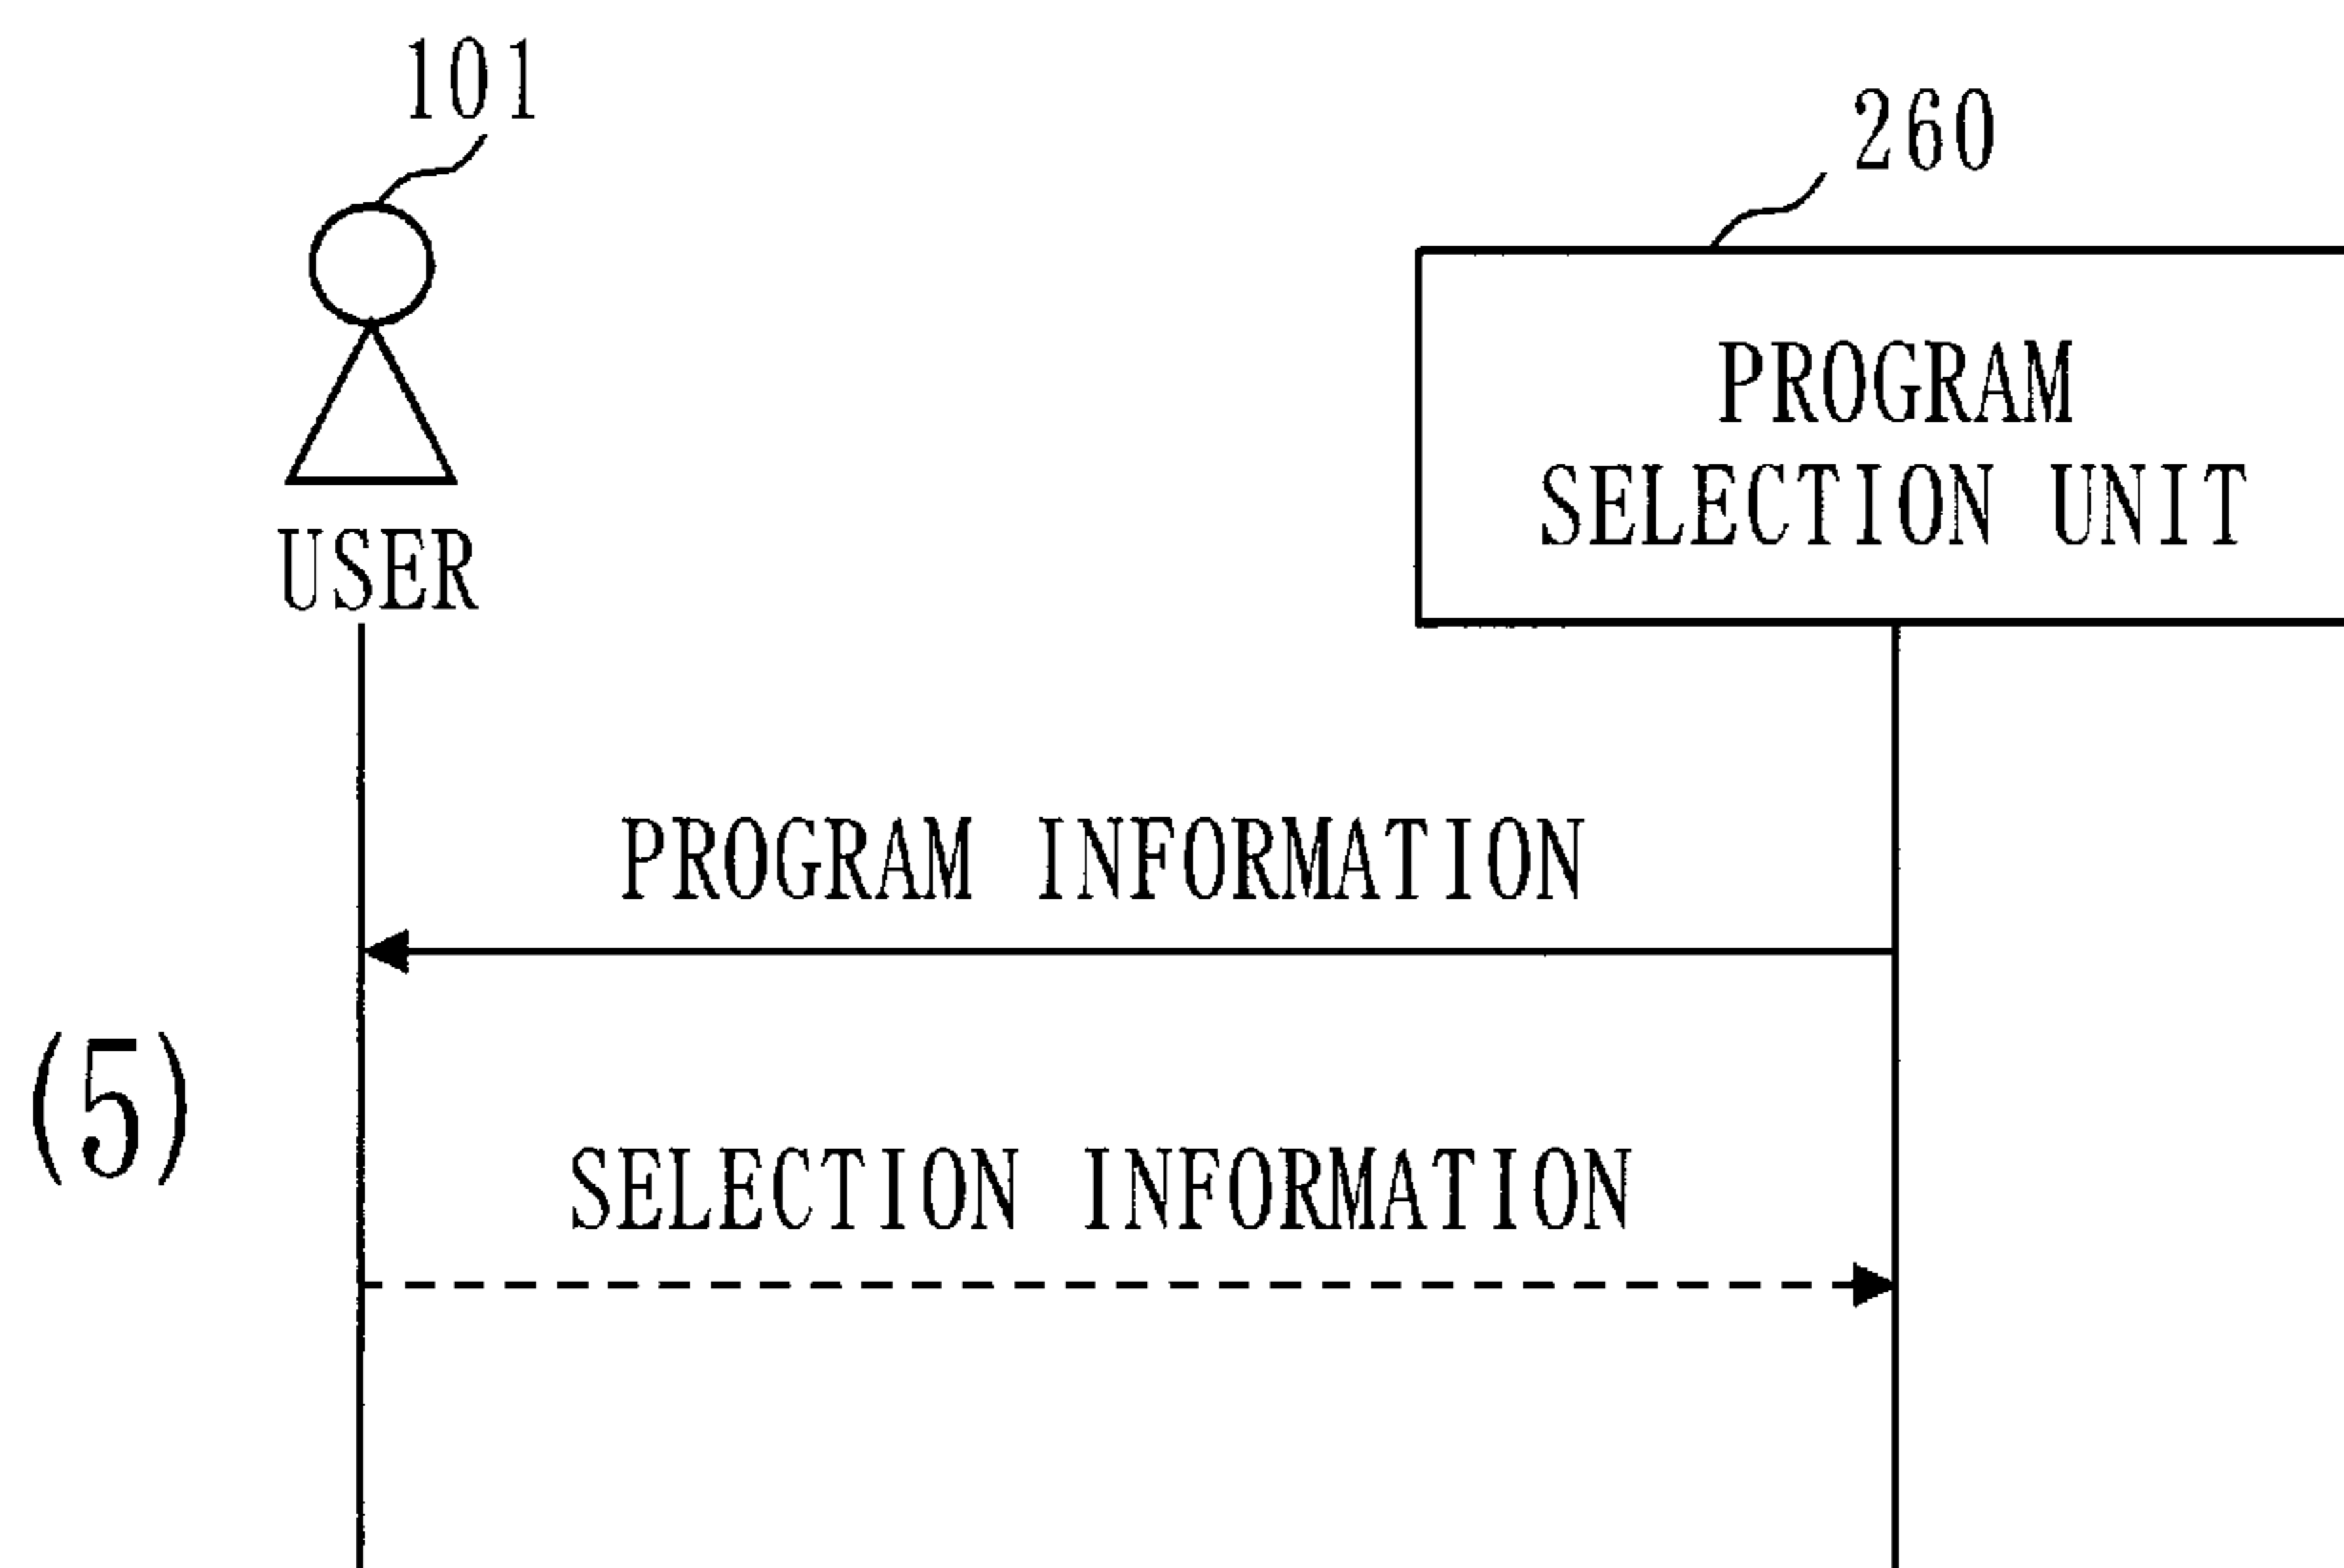 101
260
PROGRAM
SELECTION UNIT
USER
PROGRAM INFORMATION
(5)
SELECTION INFORMATION